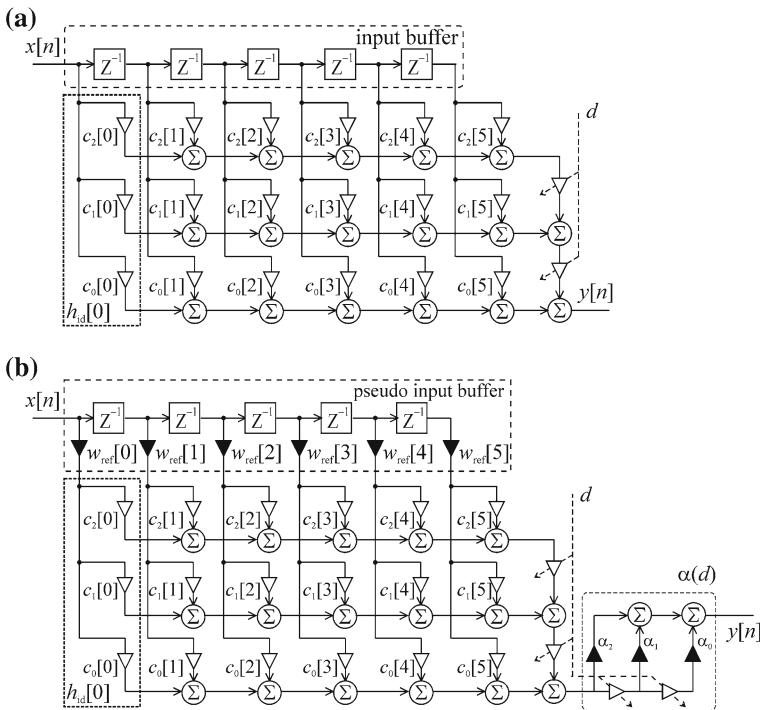 (a)
input buffer
x[n]
Z⁻¹ Z⁻¹ Z⁻¹ Z⁻¹ Z⁻¹
d
c₂[0] c₂[1] c₂[2] c₂[3] c₂[4] c₂[5]
Σ Σ Σ Σ Σ
c₁[0] c₁[1] c₁[2] c₁[3] c₁[4] c₁[5]
Σ Σ Σ Σ Σ Σ
c₀[0] c₀[1] c₀[2] c₀[3] c₀[4] c₀[5]
y[n]
h_id[0]
Σ Σ Σ Σ Σ Σ
(b)
pseudo input buffer
x[n]
Z⁻¹ Z⁻¹ Z⁻¹ Z⁻¹ Z⁻¹
w_ref[0] w_ref[1] w_ref[2] w_ref[3] w_ref[4] w_ref[5]
d
c₂[0] c₂[1] c₂[2] c₂[3] c₂[4] c₂[5]
Σ Σ Σ Σ Σ
α(d)
c₁[0] c₁[1] c₁[2] c₁[3] c₁[4] c₁[5]
Σ Σ Σ Σ Σ Σ Σ Σ
y[n]
α₂ α₁ α₀
c₀[0] c₀[1] c₀[2] c₀[3] c₀[4] c₀[5]
h_id[0]
Σ Σ Σ Σ Σ Σ